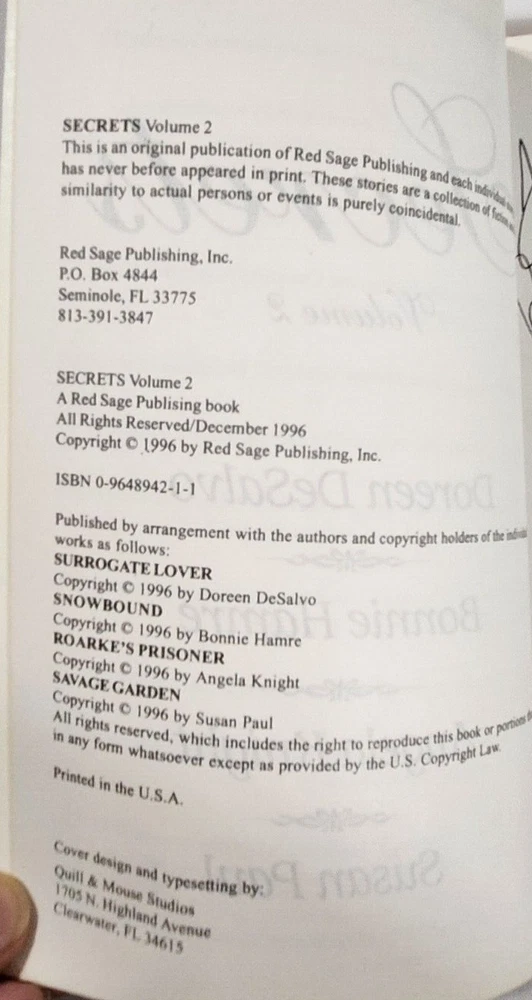 SECRETS Volume 2
This is an original publication of Red Sage Publishing and each individual
has never before appeared in print. These stories are a collection of fiction
similarity to actual persons or events is purely coincidental.
Red Sage Publishing, Inc.
P.O. Box 4844
Seminole, FL 33775
813-391-3847
SECRETS Volume 2
A Red Sage Publising book
All Rights Reserved/December 1996
Copyright © 1996 by Red Sage Publishing, Inc.
ISBN 0-9648942-1-1
Published by arrangement with the authors and copyright holders of the individual
works as follows:
SURROGATE LOVER
Copyright © 1996 by Doreen DeSalvo
SNOWBOUND
Copyright © 1996 by Bonnie Hamre
ROARKE'S PRISONER
Copyright © 1996 by Angela Knight
SAVAGE GARDEN
Copyright © 1996 by Susan Paul
All rights reserved, which includes the right to reproduce this book or portions
in any form whatsoever except as provided by the U.S. Copyright Law.
Printed in the U.S.A.
Cover design and typesetting by:
Quill & Mouse Studios
1705 N. Highland Avenue
Clearwater, FL 34615